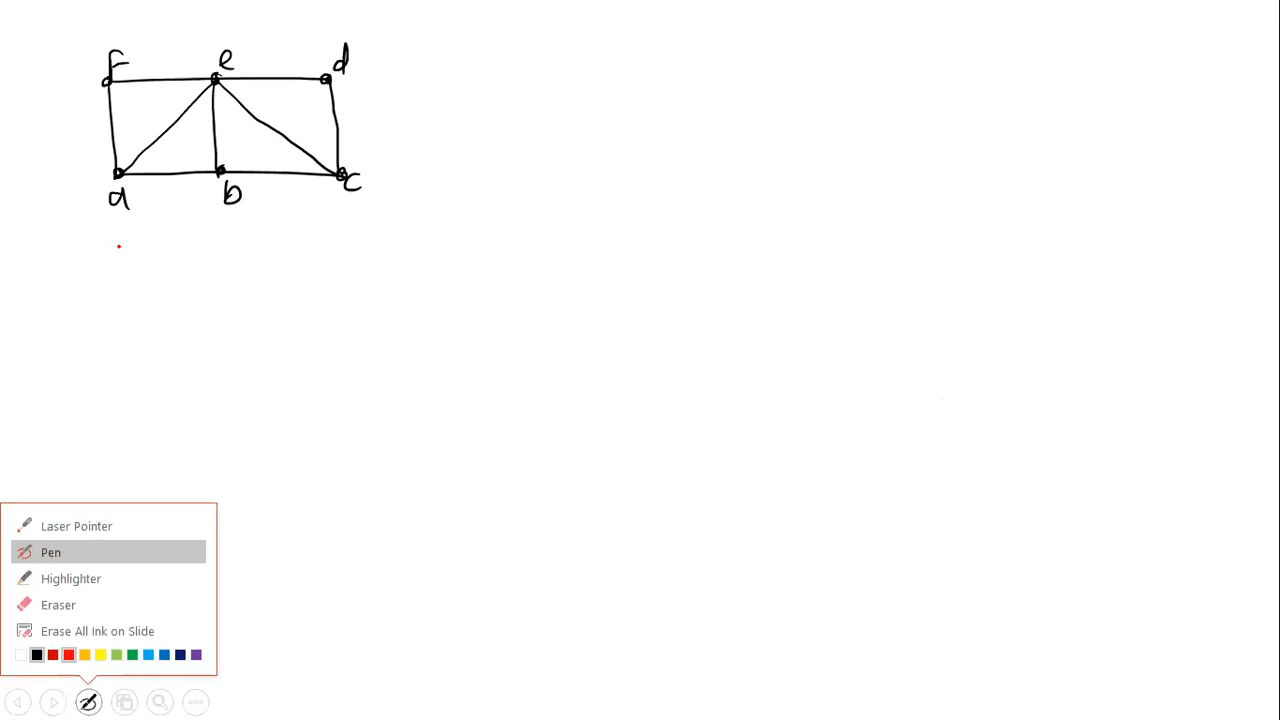 f e d
a b c
Laser Pointer
Pen
Highlighter
Eraser
Erase All Ink on Slide